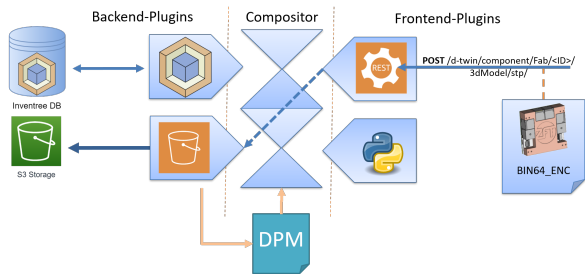 Backend-Plugins
Compositor
Frontend-Plugins
Inventree DB
REST
POST /d-twin/component/Fab/<ID>/
3dModel/stp/
S3 Storage
BIN64_ENC
DPM